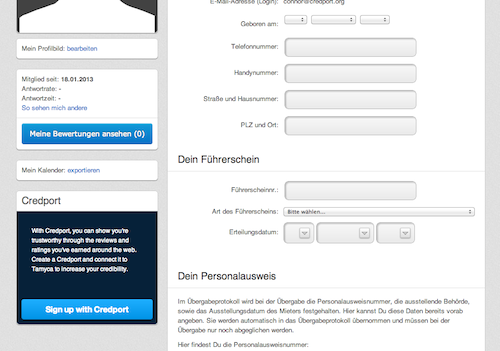 Mein Profilbild: bearbeiten
Mitglied seit: 16.01.2013
Antwortrate: -
Antwortzeit: -
So sehen mich andere
Meine Bewertungen ansehen (0)
Mein Kalender: exportieren
Credport
With Credport, you can show you're
trustworthy through the reviews and
ratings you've earned around the web.
Create a Credport and connect it to
Tamyca to increase your credibility.
Sign up with Credport
E-Mail-Adresse (Login): connor@credport.org
Geboren am:
Telefonnummer:
Handynummer:
Straße und Hausnummer:
PLZ und Ort:
Dein Führerschein
Führerscheinnr.:
Art des Führerscheins: Bitte wählen...
Erteilungsdatum:
Dein Personalausweis
Im Übergabeprotokoll wird bei der Übergabe die Personalausweisnummer, die ausstellende Behörde,
sowie das Ausstellungsdatum des Mieters festgehalten. Hier kannst Du diese Daten bereits vorab
angeben. Sie werden automatisch in das Übergabeprotokoll übernommen und müssen bei der
Übergabe nur noch abgeglichen werden.
Hier findest Du die Personalausweisnummer: